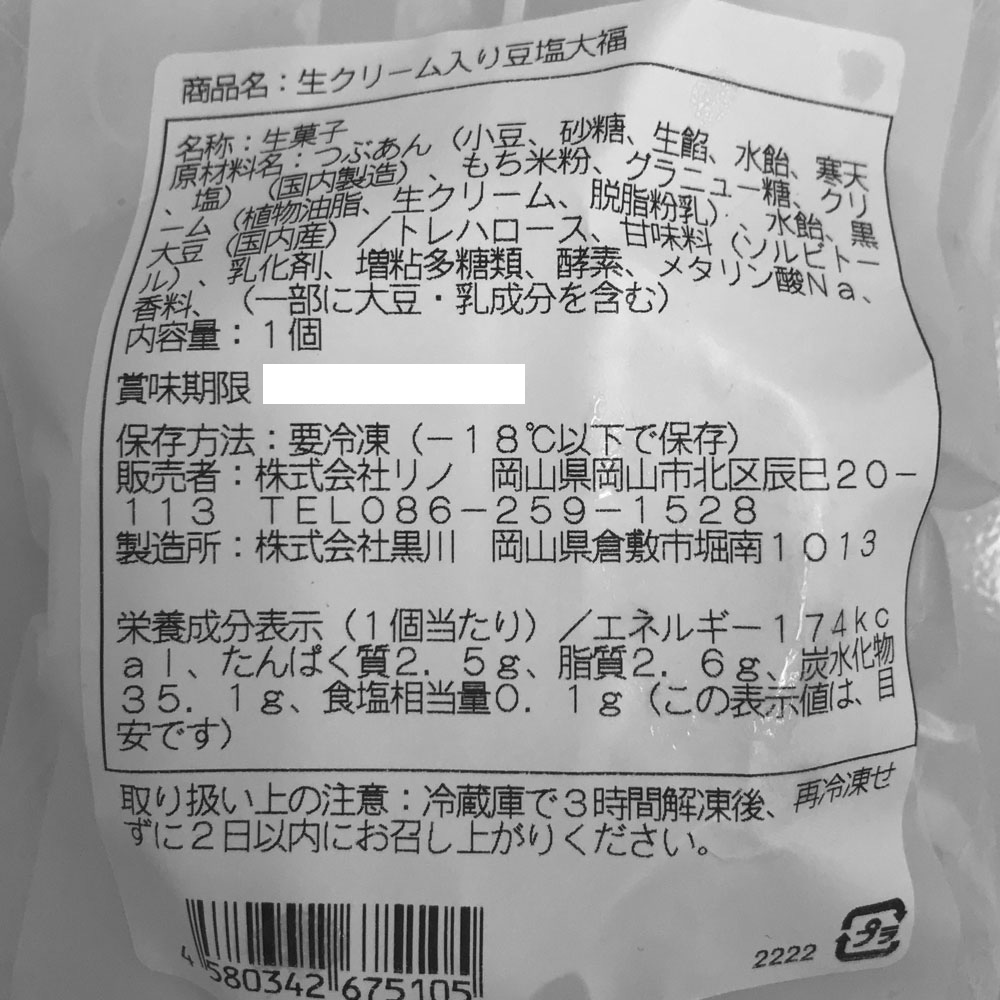 商品名：生クリーム入り豆塩大福
名称：生菓子
原材料名：つぶあん（小豆、砂糖、生餡、水飴、寒天
、塩）（国内製造）、もち米粉、グラニュー糖、クリ
ーム（植物油脂、生クリーム、脱脂粉乳）、水飴、黒
大豆（国内産）／トレハロース、甘味料（ソルビトー
ル）、乳化剤、増粘多糖類、酵素、メタリン酸Ｎａ、
香料、（一部に大豆・乳成分を含む）
内容量：１個
賞味期限
保存方法：要冷凍（－１８℃以下で保存）
販売者：株式会社リノ　岡山県岡山市北区辰巳２０－
１１３　ＴＥＬ０８６－２５９－１５２８
製造所：株式会社黒川　岡山県倉敷市堀南１０１３
栄養成分表示（１個当たり）／エネルギー１７４ｋｃ
ａｌ、たんぱく質２．５ｇ、脂質２．６ｇ、炭水化物
３５．１ｇ、食塩相当量０．１ｇ（この表示値は、目
安です）
取り扱い上の注意：冷蔵庫で３時間解凍後、再冷凍せ
ずに２日以内にお召し上がりください。
4 580342 675105
2222
プラ